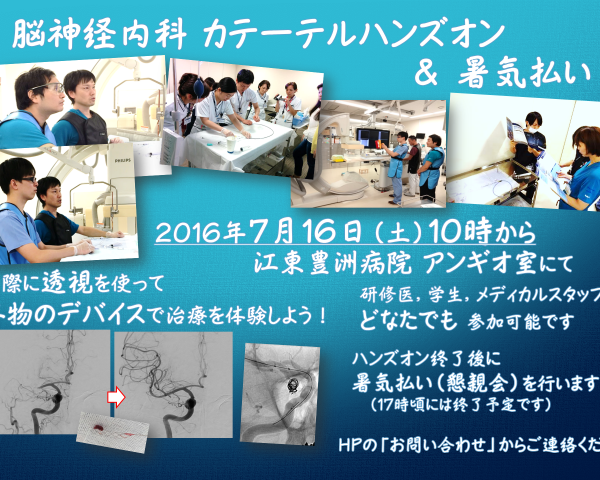 脳神経内科 カテーテルハンズオン
& 暑気払い
PHILIPS
2016年7月16日(土)10時から
江東豊洲病院 アンギオ室にて
際に透視を使って
物のデバイスで治療を体験しよう！
研修医, 学生, メディカルスタッフ
どなたでも 参加可能です
ハンズオン終了後に
暑気払い(懇親会)を行います
(17時頃には終了予定です)
HPの「お問い合わせ」からご連絡くだ